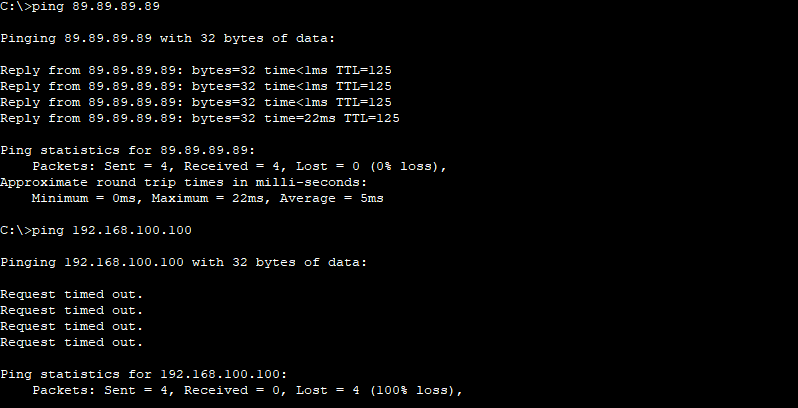 C:\>ping 89.89.89.89
Pinging 89.89.89.89 with 32 bytes of data:
Reply from 89.89.89.89: bytes=32 time<1ms TTL=125
Reply from 89.89.89.89: bytes=32 time<1ms TTL=125
Reply from 89.89.89.89: bytes=32 time<1ms TTL=125
Reply from 89.89.89.89: bytes=32 time=22ms TTL=125
Ping statistics for 89.89.89.89:
Packets: Sent = 4, Received = 4, Lost = 0 (0% loss),
Approximate round trip times in milli-seconds:
Minimum = 0ms, Maximum = 22ms, Average = 5ms
C:\>ping 192.168.100.100
Pinging 192.168.100.100 with 32 bytes of data:
Request timed out.
Request timed out.
Request timed out.
Request timed out.
Ping statistics for 192.168.100.100:
Packets: Sent = 4, Received = 0, Lost = 4 (100% loss),